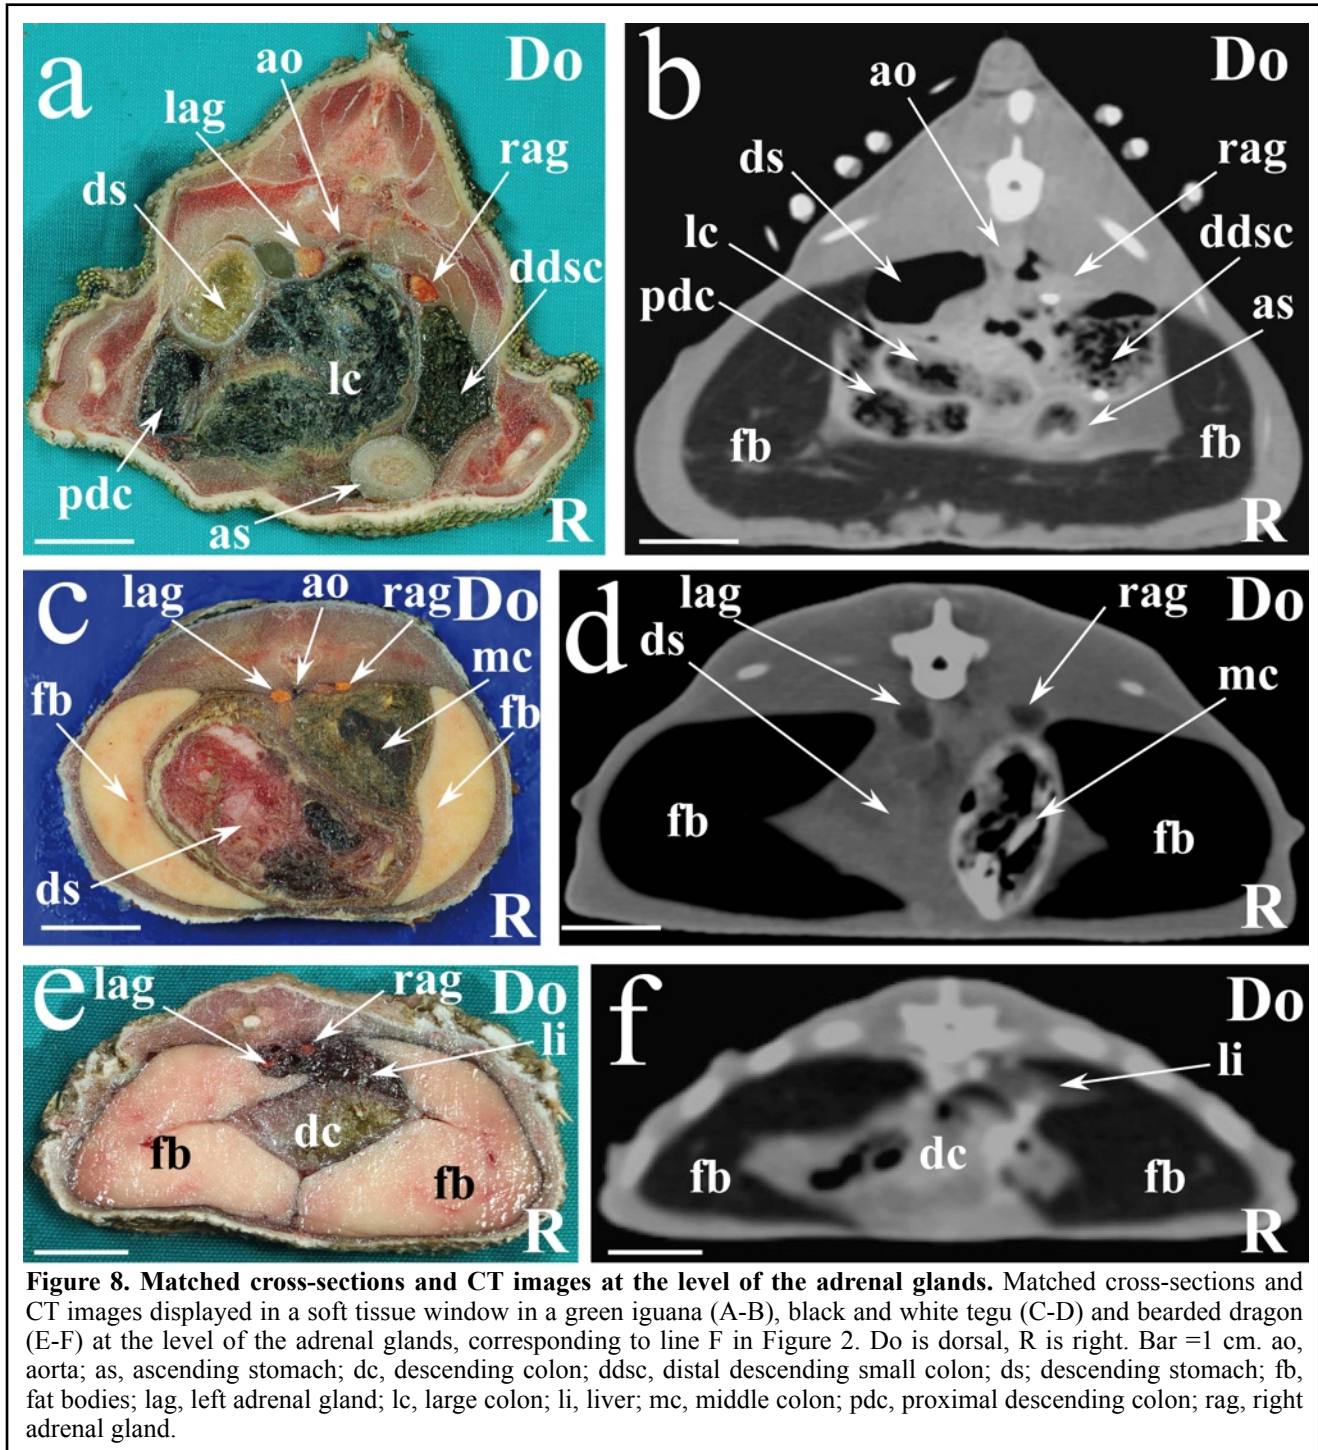 a
ao
Do
lag
rag
ds
ddsc
lc
pdc
as
R
b
ao
Do
ds
rag
lc
ddsc
pdc
as
fb
fb
R
c
lag
ao
rag
Do
mc
fb
fb
ds
R
d
lag
rag
Do
ds
mc
fb
fb
R
e
lag
rag
Do
li
dc
fb
fb
R
f
Do
li
dc
fb
fb
R
Figure 8. Matched cross-sections and CT images at the level of the adrenal glands. Matched cross-sections and
CT images displayed in a soft tissue window in a green iguana (A-B), black and white tegu (C-D) and bearded dragon
(E-F) at the level of the adrenal glands, corresponding to line F in Figure 2. Do is dorsal, R is right. Bar =1 cm. ao,
aorta; as, ascending stomach; dc, descending colon; ddsc, distal descending small colon; ds; descending stomach; fb,
fat bodies; lag, left adrenal gland; lc, large colon; li, liver; mc, middle colon; pdc, proximal descending colon; rag, right
adrenal gland.